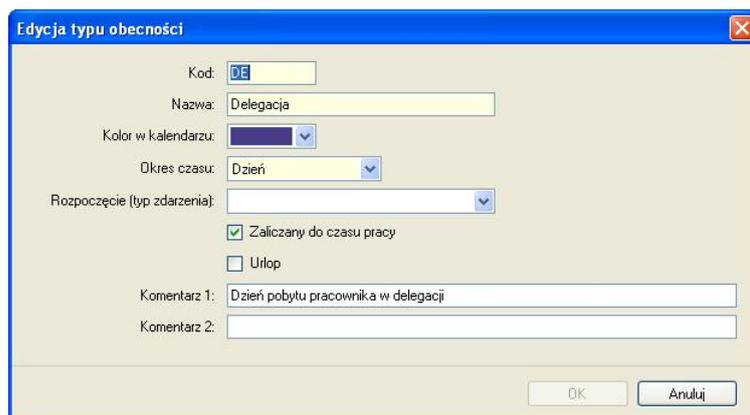 Edycja typu obecności
Kod: DE
Nazwa: Delegacja
Kolor w kalendarzu:
Okres czasu: Dzień
Rozpoczęcie (typ zdarzenia):
Zaliczany do czasu pracy
Urlop
Komentarz 1: Dzień pobytu pracownika w delegacji
Komentarz 2:
OK Anuluj